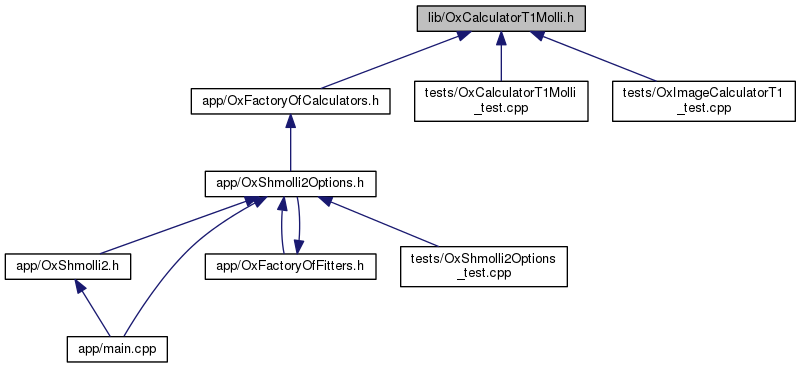 lib/OxCalculatorT1Molli.h
app/OxFactoryOfCalculators.h
tests/OxCalculatorT1Molli
_test.cpp
tests/OxImageCalculatorT1
_test.cpp
app/OxShmolli2Options.h
app/OxShmolli2.h
app/OxFactoryOfFitters.h
tests/OxShmolli2Options
_test.cpp
app/main.cpp